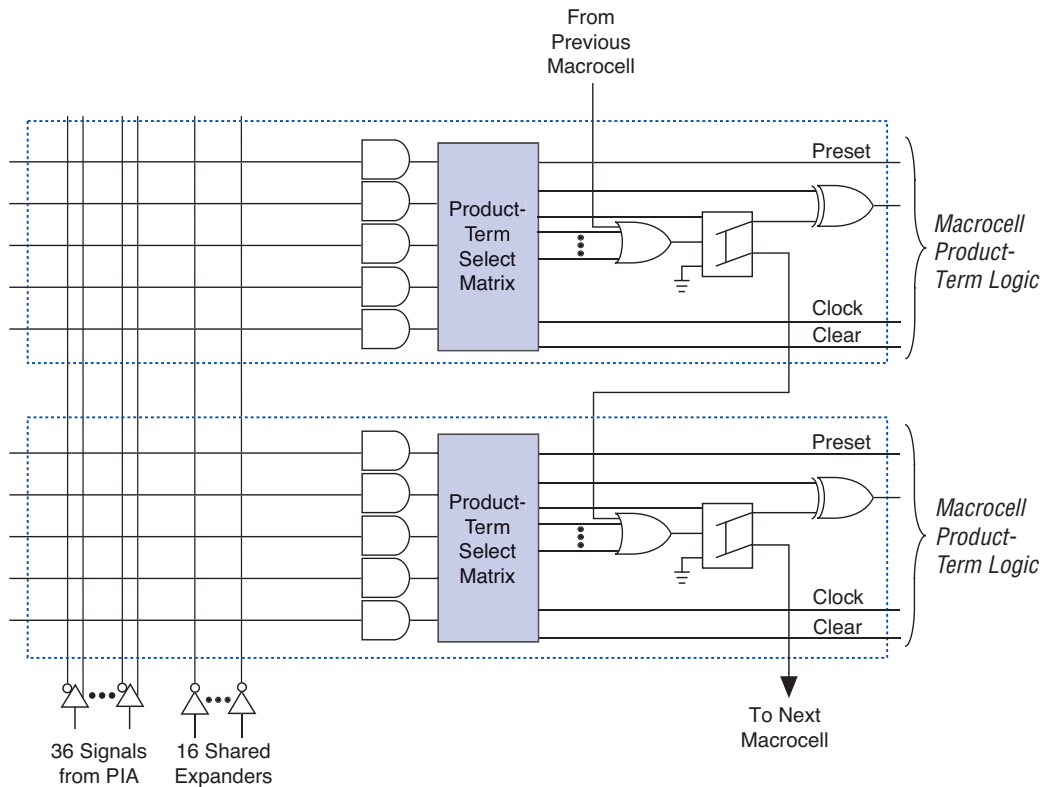 From
Previous
Macrocell
Preset
Product-
Term
Select
Matrix
Macrocell
Product-
Term Logic
Clock
Clear
Preset
Product-
Term
Select
Matrix
Macrocell
Product-
Term Logic
Clock
Clear
36 Signals
from PIA
16 Shared
Expanders
To Next
Macrocell